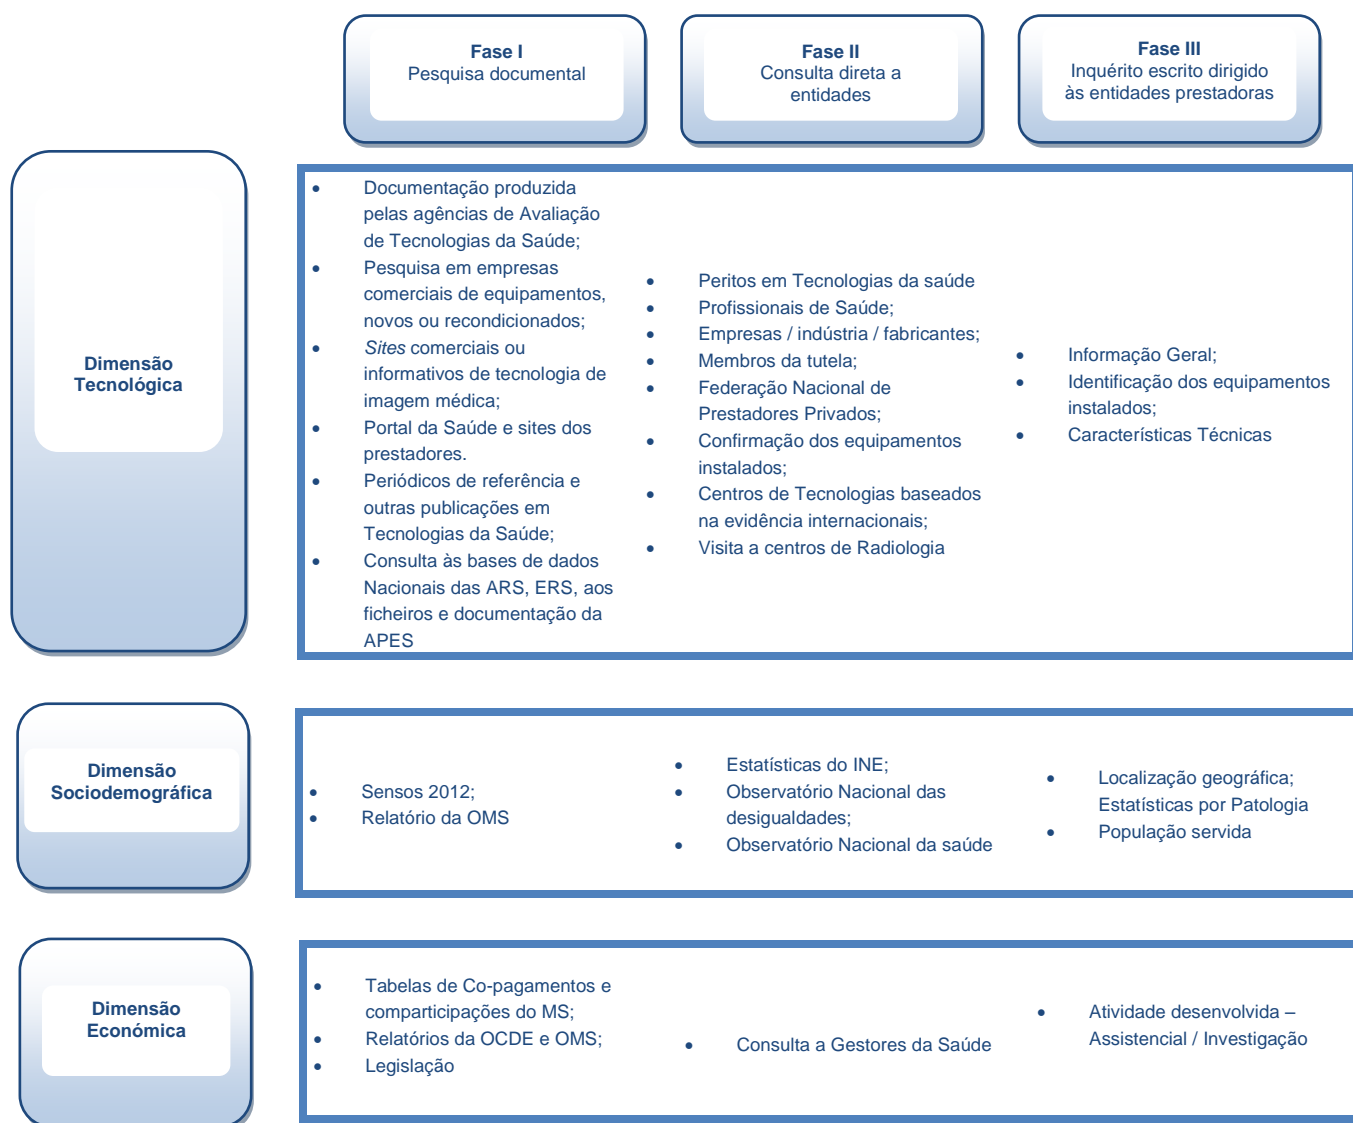 Fase I
Pesquisa documental
Fase II
Consulta direta a
entidades
Fase III
Inquérito escrito dirigido
às entidades prestadoras
Dimensão
Tecnológica
• Documentação produzida
pelas agências de Avaliação
de Tecnologias da Saúde;
• Pesquisa em empresas
comerciais de equipamentos,
novos ou recondicionados;
• Sites comerciais ou
informativos de tecnologia de
imagem médica;
• Portal da Saúde e sites dos
prestadores.
• Periódicos de referência e
outras publicações em
Tecnologias da Saúde;
• Consulta às bases de dados
Nacionais das ARS, ERS, aos
ficheiros e documentação da
APES
• Peritos em Tecnologias da saúde
• Profissionais de Saúde;
• Empresas / indústria / fabricantes;
• Membros da tutela;
• Federação Nacional de
Prestadores Privados;
• Confirmação dos equipamentos
instalados;
• Centros de Tecnologias baseados
na evidência internacionais;
• Visita a centros de Radiologia
• Informação Geral;
• Identificação dos equipamentos
instalados;
• Características Técnicas
Dimensão
Sociodemográfica
• Sensos 2012;
• Relatório da OMS
• Estatísticas do INE;
• Observatório Nacional das
desigualdades;
• Observatório Nacional da saúde
• Localização geográfica;
Estatísticas por Patologia
• População servida
Dimensão
Económica
• Tabelas de Co-pagamentos e
comparticipações do MS;
• Relatórios da OCDE e OMS;
• Legislação
• Consulta a Gestores da Saúde
• Atividade desenvolvida –
Assistencial / Investigação